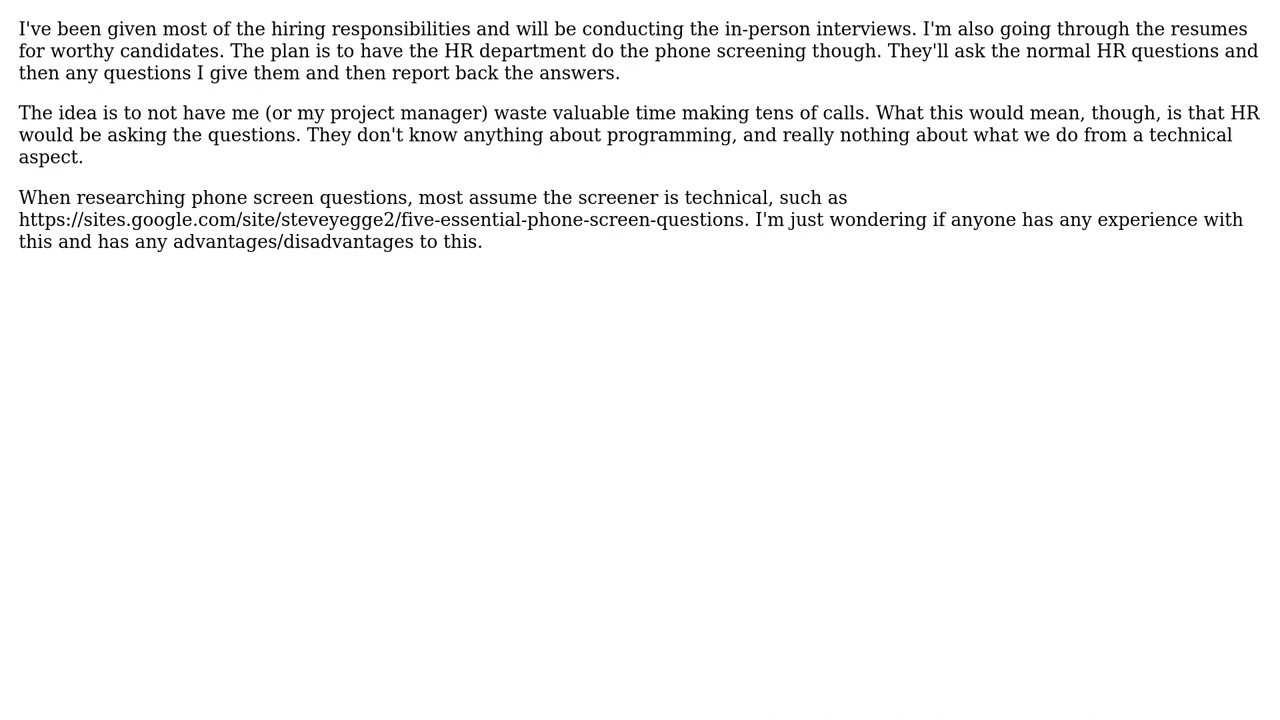 I've been given most of the hiring responsibilities and will be conducting the in-person interviews. I'm also going through the resumes
for worthy candidates. The plan is to have the HR department do the phone screening though. They'll ask the normal HR questions and
then any questions I give them and then report back the answers.
The idea is to not have me (or my project manager) waste valuable time making tens of calls. What this would mean, though, is that HR
would be asking the questions. They don't know anything about programming, and really nothing about what we do from a technical
aspect.
When researching phone screen questions, most assume the screener is technical, such as
https://sites.google.com/site/steveyegge2/five-essential-phone-screen-questions. I'm just wondering if anyone has any experience with
this and has any advantages/disadvantages to this.